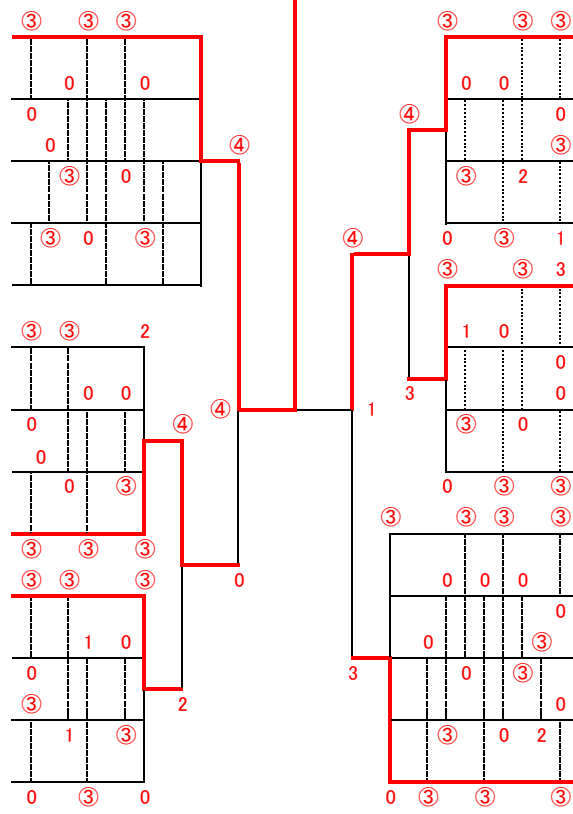 ③ ③ ③ ③ ③ ③
0 0 0 0
0 ④ 0
0 ④ ③
③ 0 ③ 2
③ 0 ③ ④ 0 ③ 1
③ ③ 3
③ ③ 2 1 0
0
0 0 3 0
0 ④ ④ 1 ③ 0
0
0 ③ 0 ③ ③
③ ③ ③ ③ ③ ③ ③
③ ③ ③ 0 0 0 0
0
1 0 0 ③
0 3 0 ③
③ 2 0
1 ③ ③ 0 2
0 ③ 0 0 ③ ③ ③